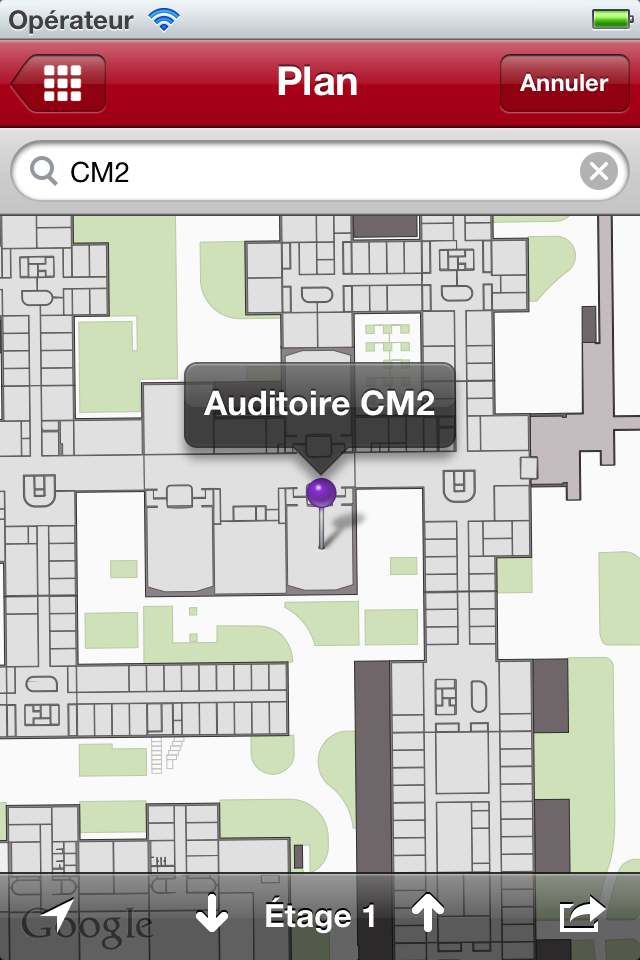 Opérateur
Plan
Annuler
CM2
Auditoire CM2
Étage 1
Google